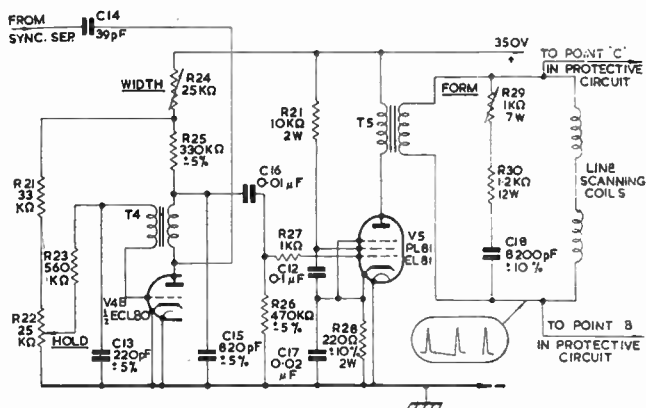 FROM
SYNC. SEP.
C14
39pF
350V
+
TO POINT 'C'
IN PROTECTIVE
CIRCUIT
WIDTH
R24
25KΩ
R21
10KΩ
2W
T5
FORM
R29
1KΩ
7W
R25
330KΩ
±5%
C16
0·01µF
R21
33
KΩ
T4
R27
1KΩ
V5
PL81
EL81
R30
1·2KΩ
12W
LINE
SCANNING
COILS
R23
560
KΩ
C12
0·1µF
C18
8200pF
±10%
V4B
½ECL80
R26
470KΩ
±5%
R28
220Ω
±10%
2W
R22
25
KΩ
HOLD
C13
220pF
±5%
C15
820pF
±5%
C17
0·02
µF
TO POINT B
IN PROTECTIVE
CIRCUIT